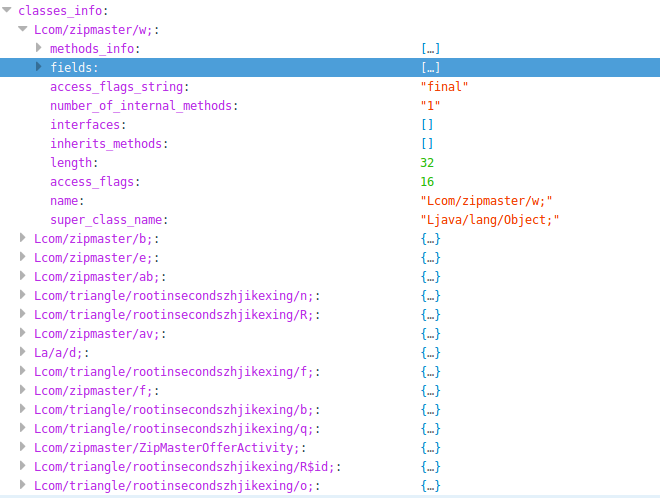 classes_info:
Lcom/zipmaster/w;:
methods_info: […]
fields: […]
access_flags_string: "final"
number_of_internal_methods: "1"
interfaces: []
inherits_methods: []
length: 32
access_flags: 16
name: "Lcom/zipmaster/w;"
super_class_name: "Ljava/lang/Object;"
Lcom/zipmaster/b;: {…}
Lcom/zipmaster/e;: {…}
Lcom/zipmaster/ab;: {…}
Lcom/triangle/rootinsecondszhjikexing/n;: {…}
Lcom/triangle/rootinsecondszhjikexing/R;: {…}
Lcom/zipmaster/av;: {…}
La/a/d;: {…}
Lcom/triangle/rootinsecondszhjikexing/f;: {…}
Lcom/zipmaster/f;: {…}
Lcom/triangle/rootinsecondszhjikexing/b;: {…}
Lcom/triangle/rootinsecondszhjikexing/q;: {…}
Lcom/zipmaster/ZipMasterOfferActivity;: {…}
Lcom/triangle/rootinsecondszhjikexing/R$id;: {…}
Lcom/triangle/rootinsecondszhjikexing/o;: {…}